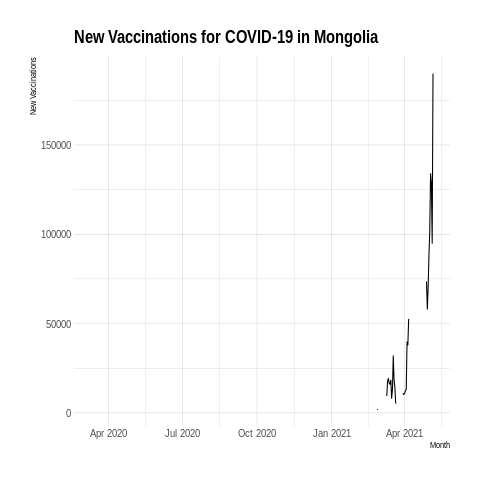 New Vaccinations for COVID-19 in Mongolia
New Vaccinations
150000
100000
50000
0
Apr 2020 Jul 2020 Oct 2020 Jan 2021 Apr 2021
Month